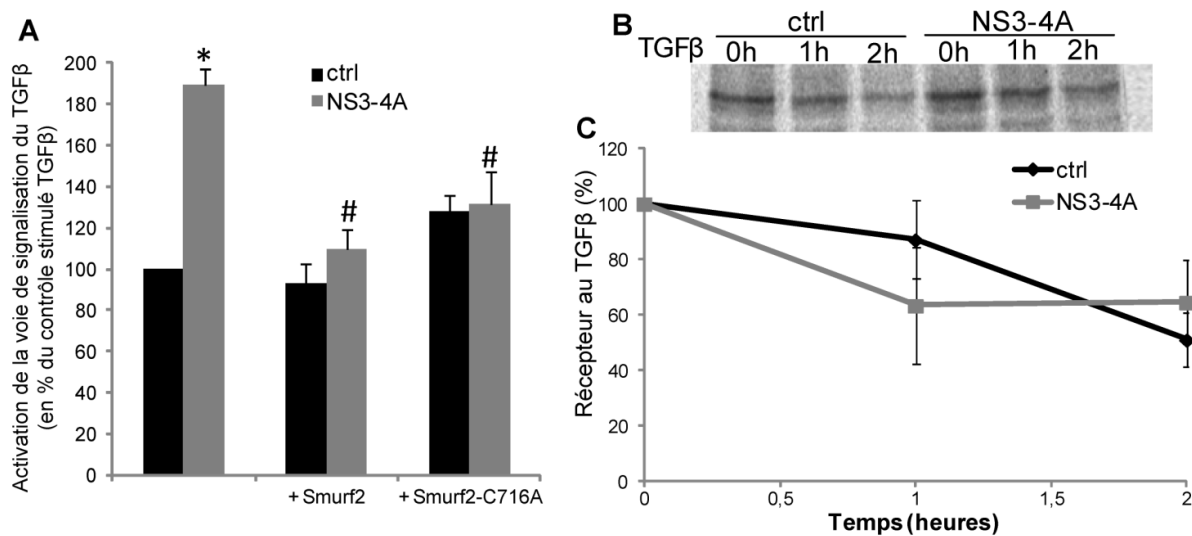 A
Activation de la voie de signalisation du TGFβ
(en % du contrôle stimulé TGFβ)
200
180
160
140
120
100
80
60
40
20
0
*
#
#
ctrl
NS3-4A
+ Smurf2
+ Smurf2-C716A
B
ctrl
NS3-4A
TGFβ
0h
1h
2h
0h
1h
2h
C
Récepteur au TGFβ (%)
120
100
80
60
40
20
0
ctrl
NS3-4A
0
0,5
1
1,5
2
Temps (heures)